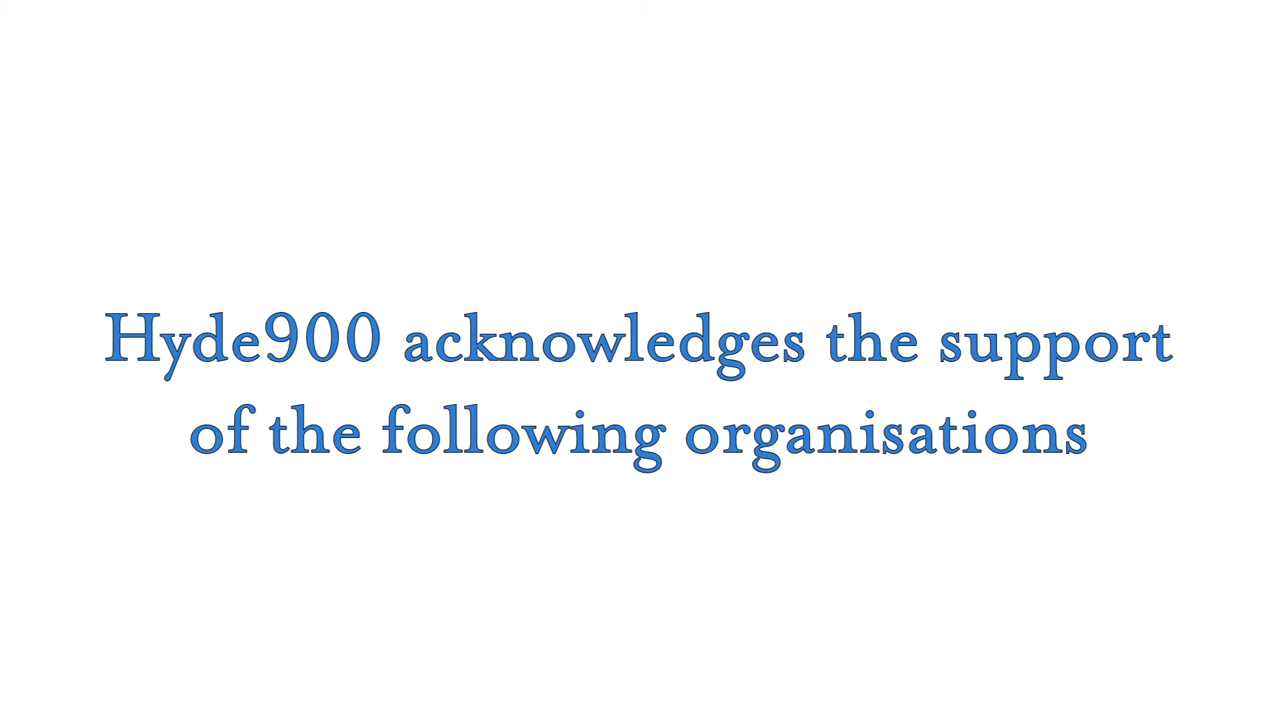 Hyde900 acknowledges the support
of the following organisations